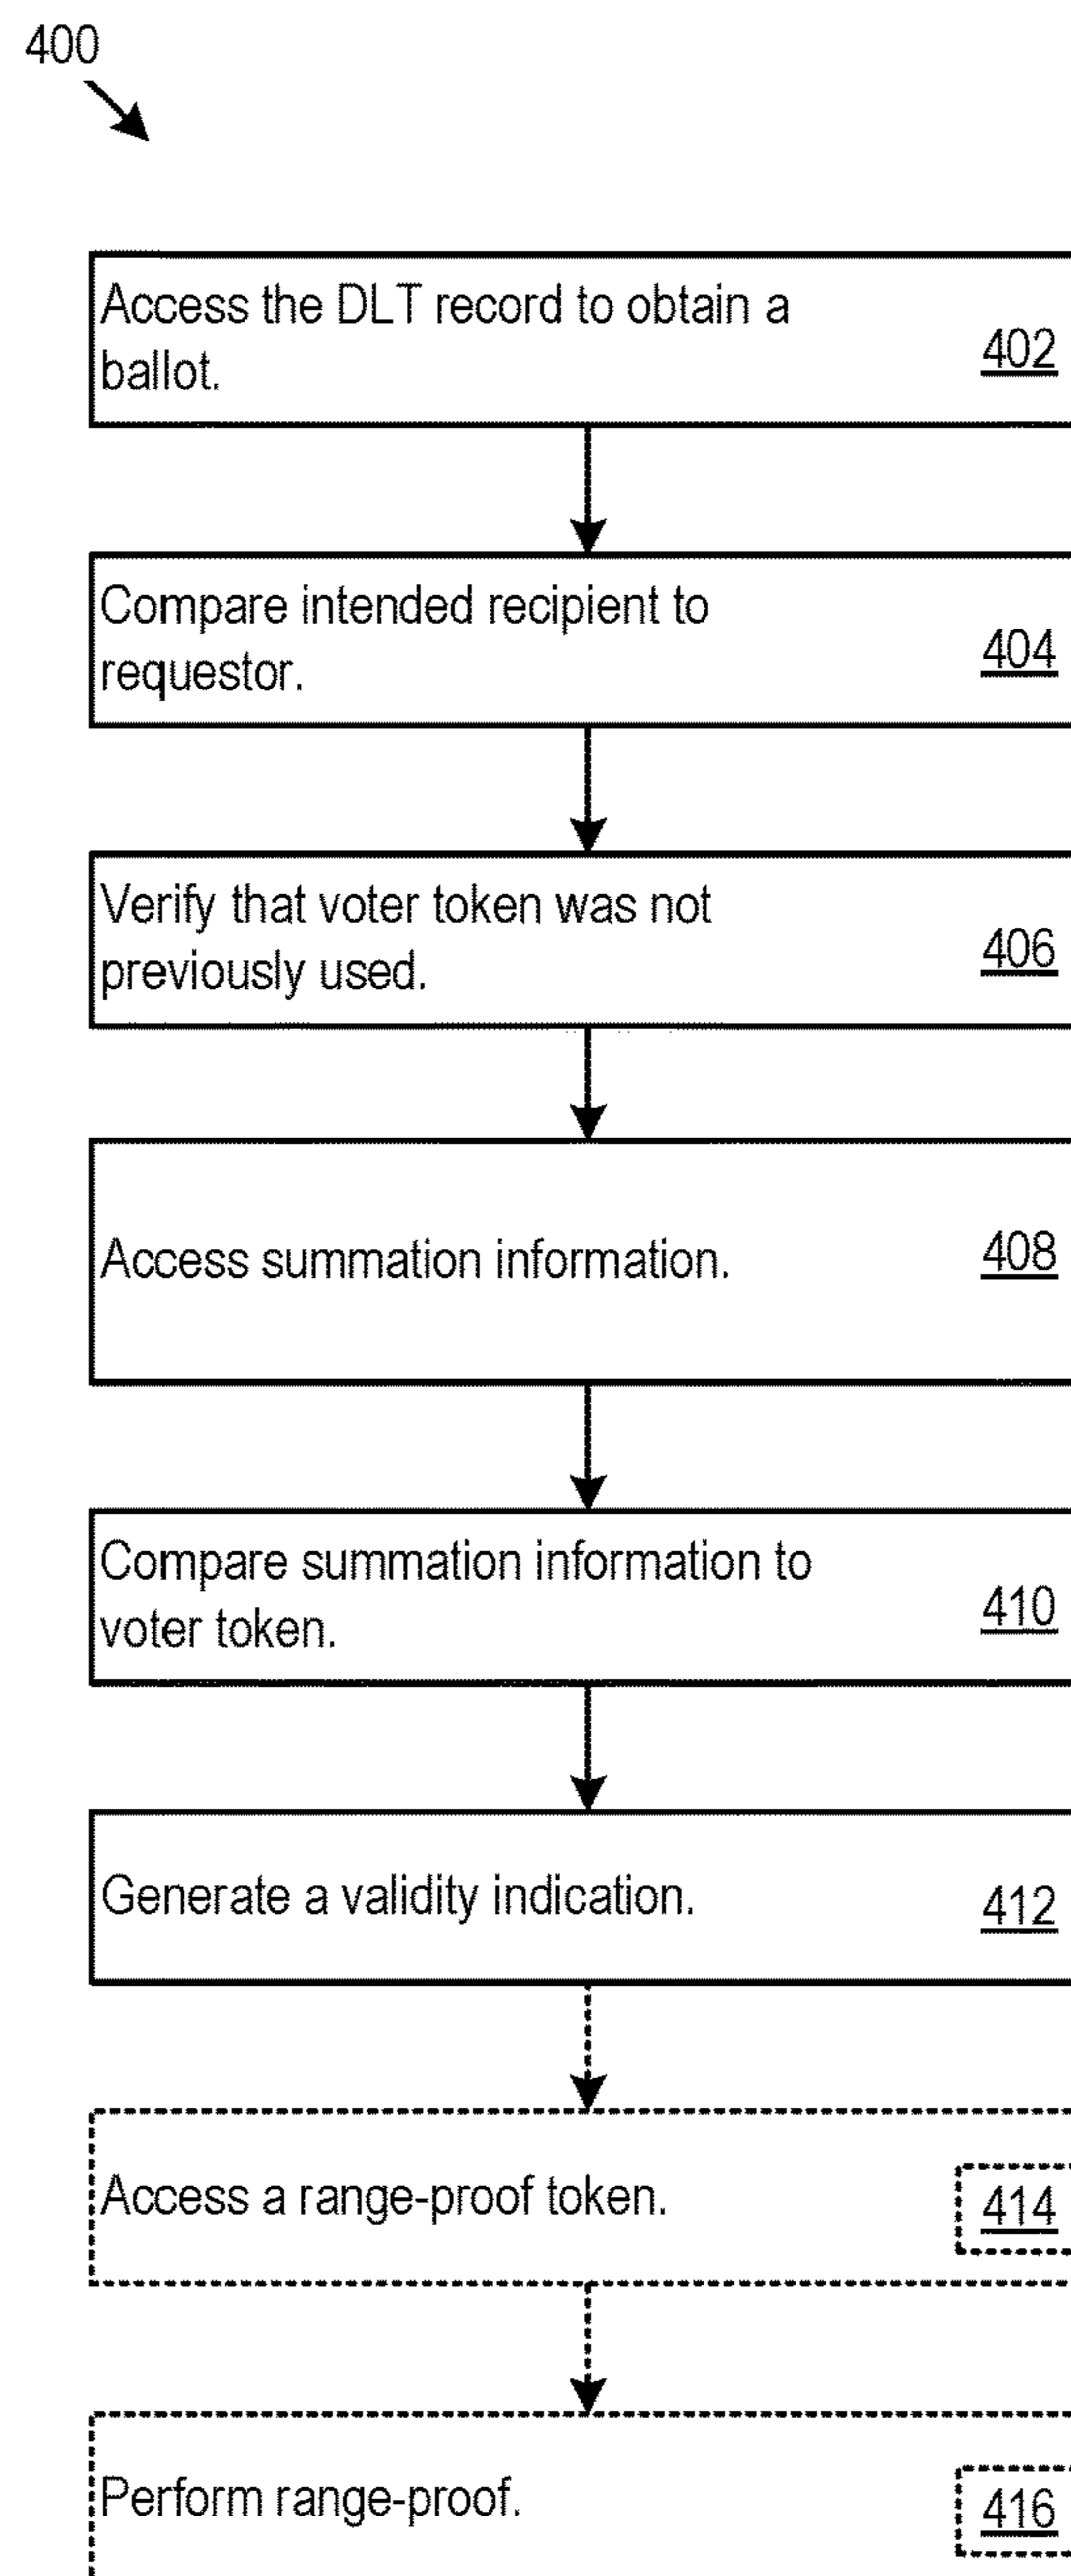 400
Access the DLT record to obtain a
ballot.
402
Compare intended recipient to
requestor.
404
Verify that voter token was not
previously used.
406
Access summation information.
408
Compare summation information to
voter token.
410
Generate a validity indication.
412
Access a range-proof token.
414
Perform range-proof.
416